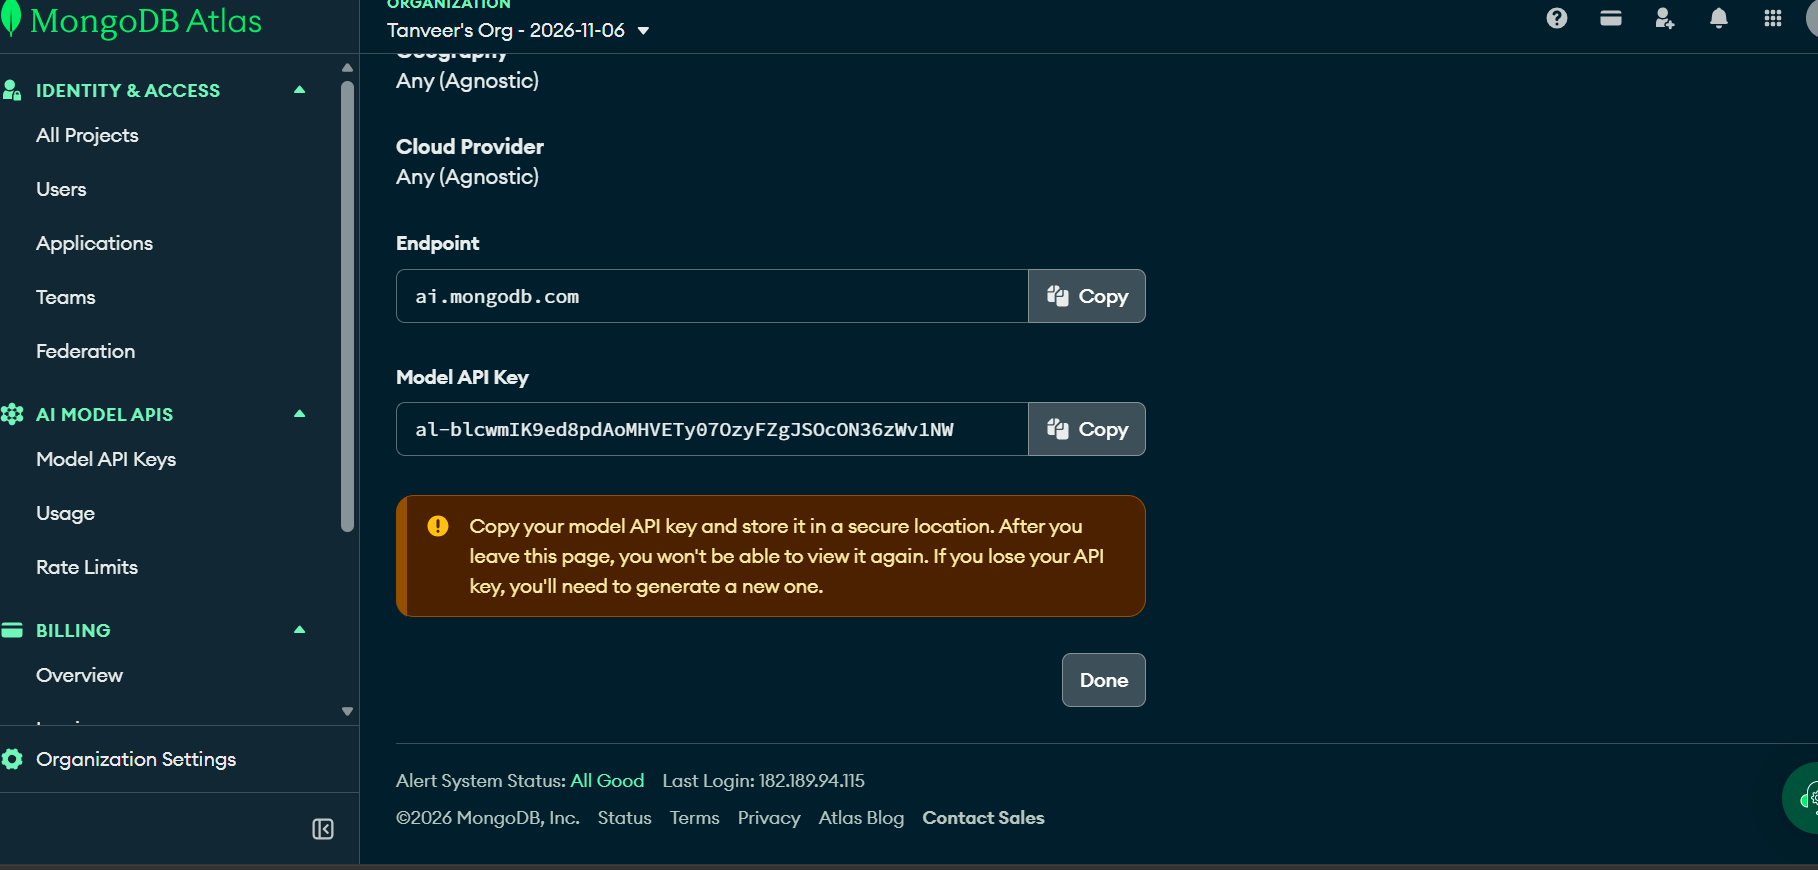 MongoDB Atlas
ORGANIZATION
Tanveer's Org - 2026-11-06
IDENTITY & ACCESS
All Projects
Users
Applications
Teams
Federation
AI MODEL APIS
Model API Keys
Usage
Rate Limits
BILLING
Overview
Organization Settings
Geography
Any (Agnostic)
Cloud Provider
Any (Agnostic)
Endpoint
ai.mongodb.com
Copy
Model API Key
al-blcwmIK9ed8pdAoMHVETy07OzyFZgJSOcON36zWv1NW
Copy
Copy your model API key and store it in a secure location. After you
leave this page, you won't be able to view it again. If you lose your API
key, you'll need to generate a new one.
Done
Alert System Status: All Good Last Login: 182.189.94.115
©2026 MongoDB, Inc. Status Terms Privacy Atlas Blog Contact Sales